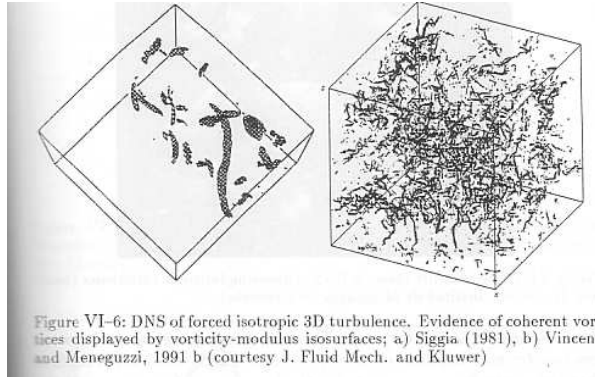 Figure VI-6: DNS of forced isotropic 3D turbulence. Evidence of coherent vor
tices displayed by vorticity-modulus isosurfaces; a) Siggia (1981), b) Vincen
and Meneguzzi, 1991 b (courtesy J. Fluid Mech. and Kluwer)